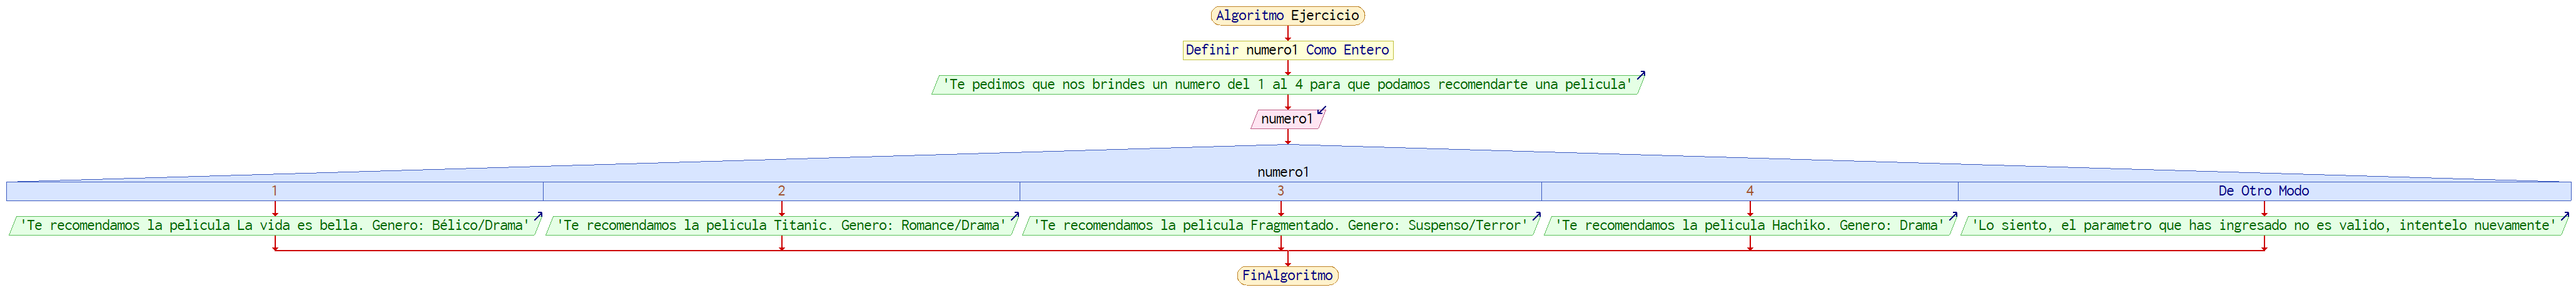 Algoritmo Ejercicio
Definir numero1 Como Entero
'Te pedimos que nos brindes un numero del 1 al 4 para que podamos recomendarte una pelicula'
numero1
numero1
1 2 3 4 De Otro Modo
'Te recomendamos la pelicula La vida es bella. Genero: Bélico/Drama' 'Te recomendamos la pelicula Titanic. Genero: Romance/Drama' 'Te recomendamos la pelicula Fragmentado. Genero: Suspenso/Terror' 'Te recomendamos la pelicula Hachiko. Genero: Drama' 'Lo siento, el parametro que has ingresado no es valido, intentelo nuevamente'
FinAlgoritmo